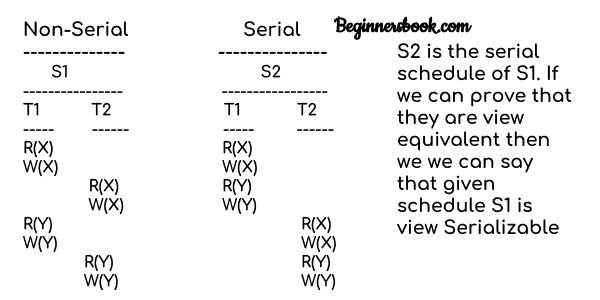 Non-Serial Serial Beginnersbook.com
--------------- ----------------
S1 S2
----------------- -----------------
T1 T2 T1 T2
----- ------ ----- ------
R(X) R(X)
W(X) W(X)
R(X) R(Y)
W(X) W(Y)
R(Y) R(X)
W(Y) W(X)
R(Y) R(Y)
W(Y) W(Y)
S2 is the serial
schedule of S1. If
we can prove that
they are view
equivalent then
we we can say
that given
schedule S1 is
view Serializable